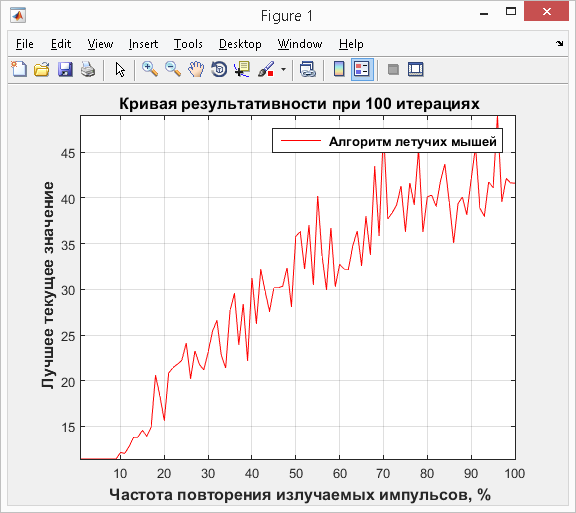 Figure 1
File Edit View Insert Tools Desktop Window Help
Кривая результативности при 100 итерациях
Алгоритм летучих мышей
Лучшее текущее значение
45
40
35
30
25
20
15
10 20 30 40 50 60 70 80 90 100
Частота повторения излучаемых импульсов, %